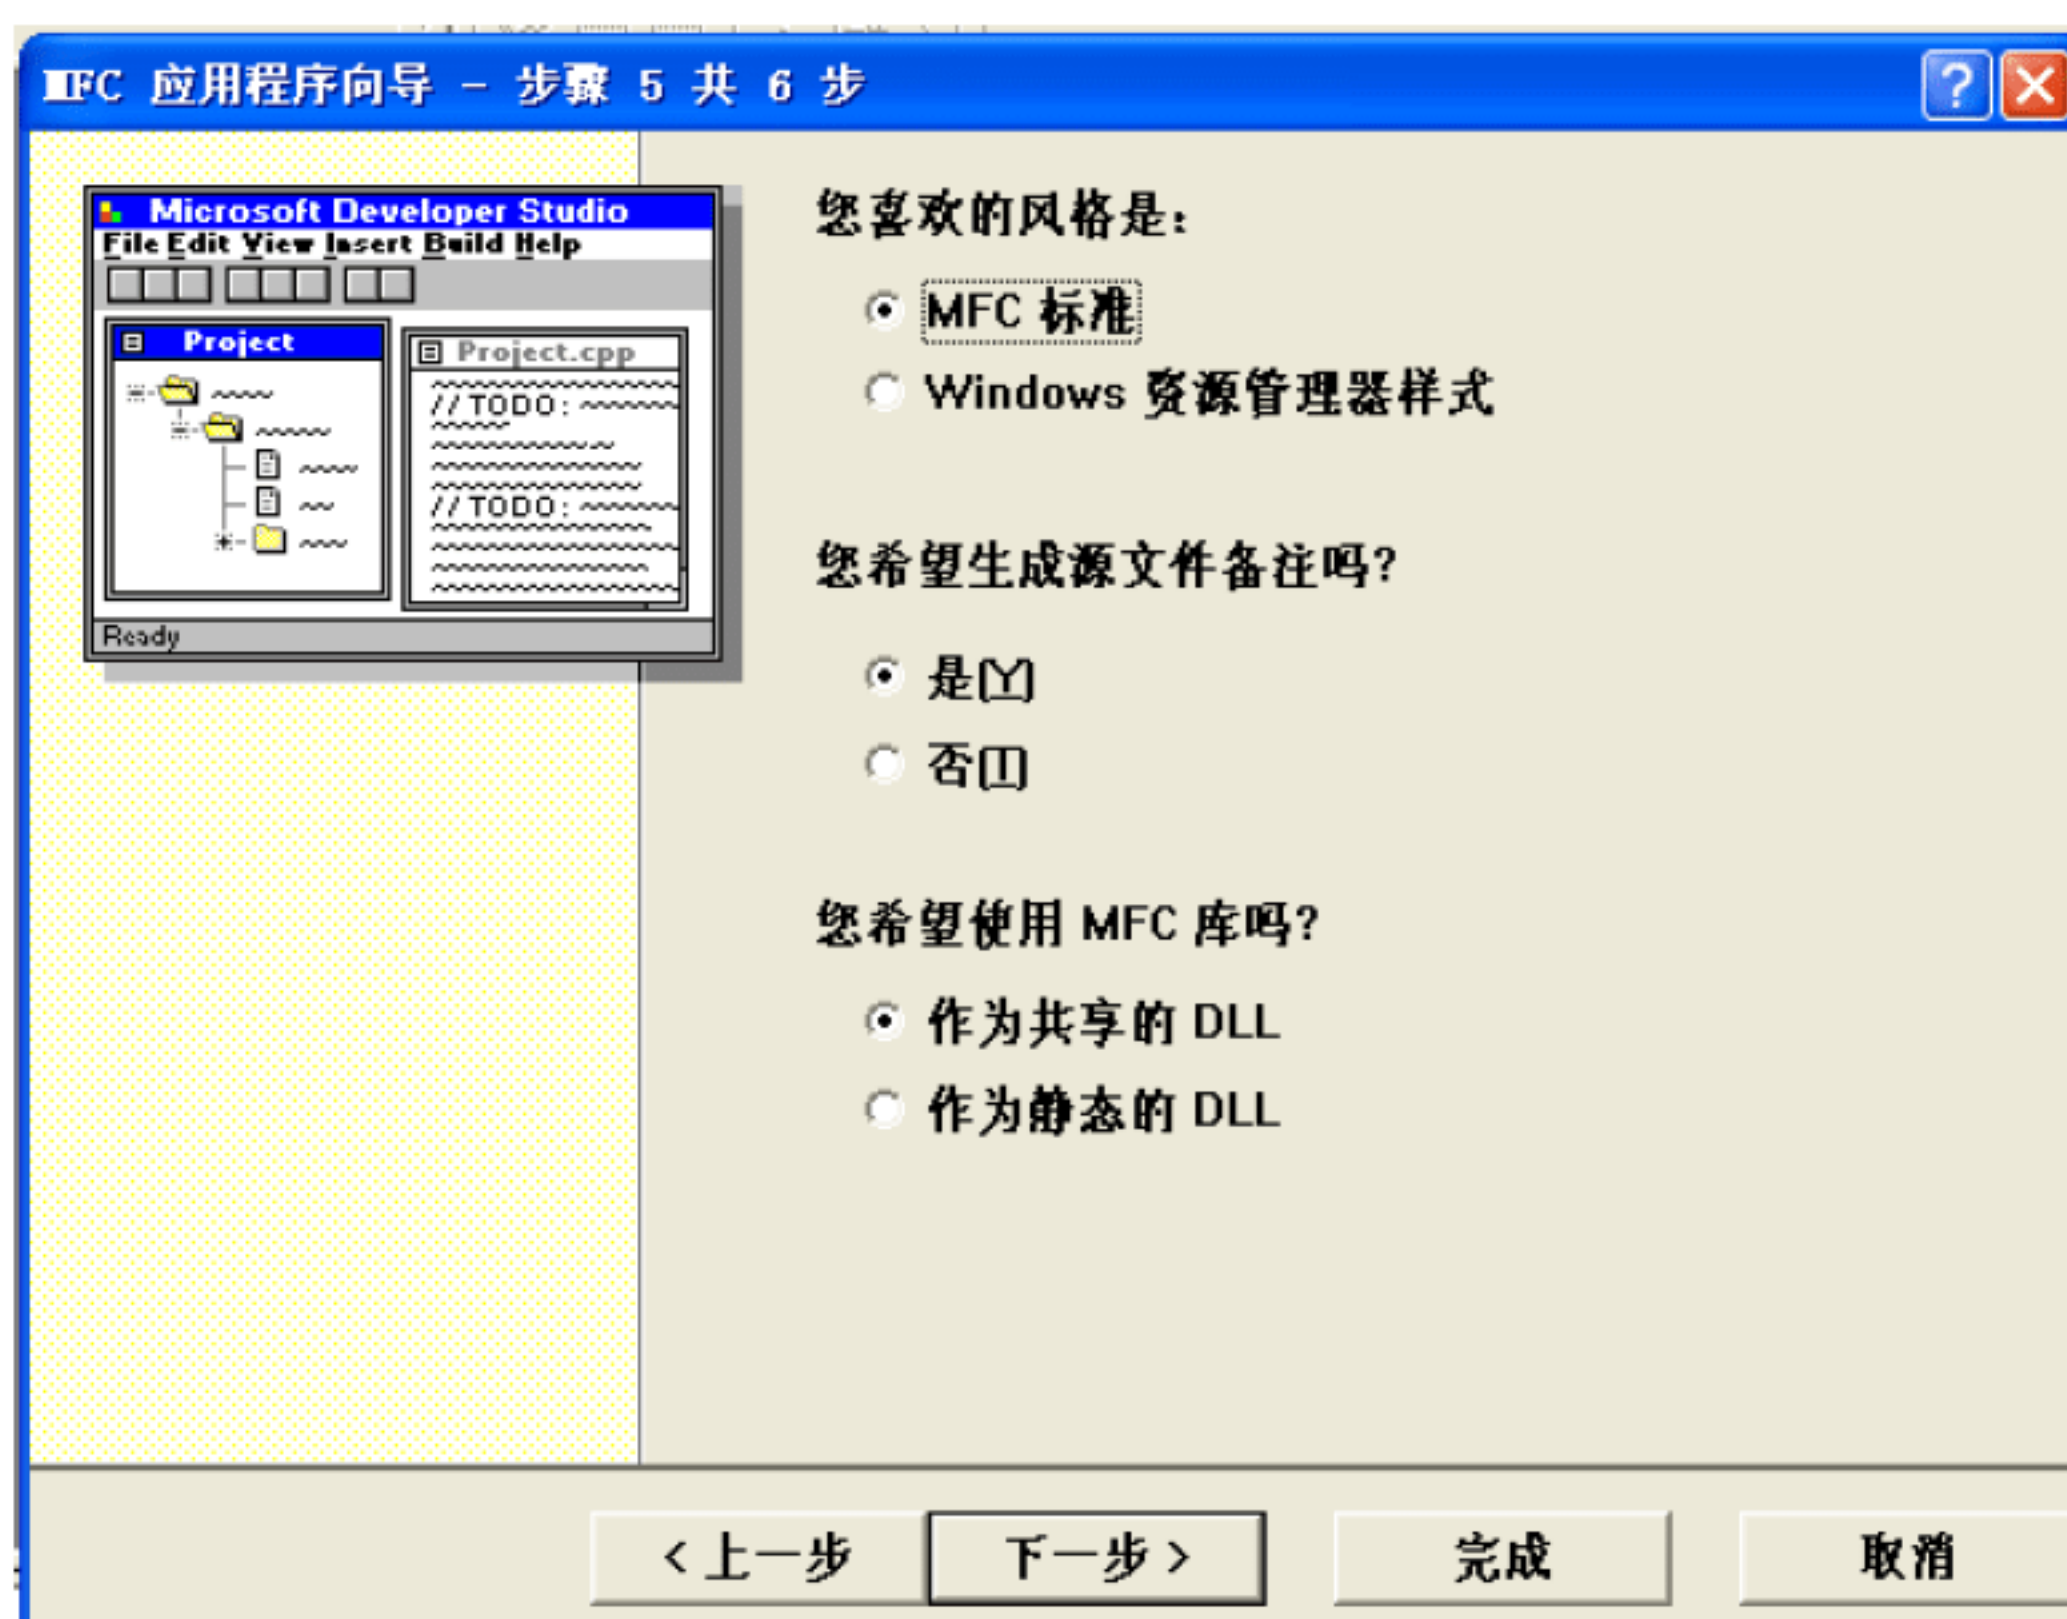 MFC 应用程序向导 - 步骤 5 共 6 步
Microsoft Developer Studio
File Edit View Insert Build Help
Project
Project.cpp
//TODO:
//TODO:
Ready
您喜欢的风格是:
MFC 标准
Windows 资源管理器样式
您希望生成源文件备注吗?
是(Y)
否(T)
您希望使用 MFC 库吗?
作为共享的 DLL
作为静态的 DLL
< 上一步
下一步 >
完成
取消